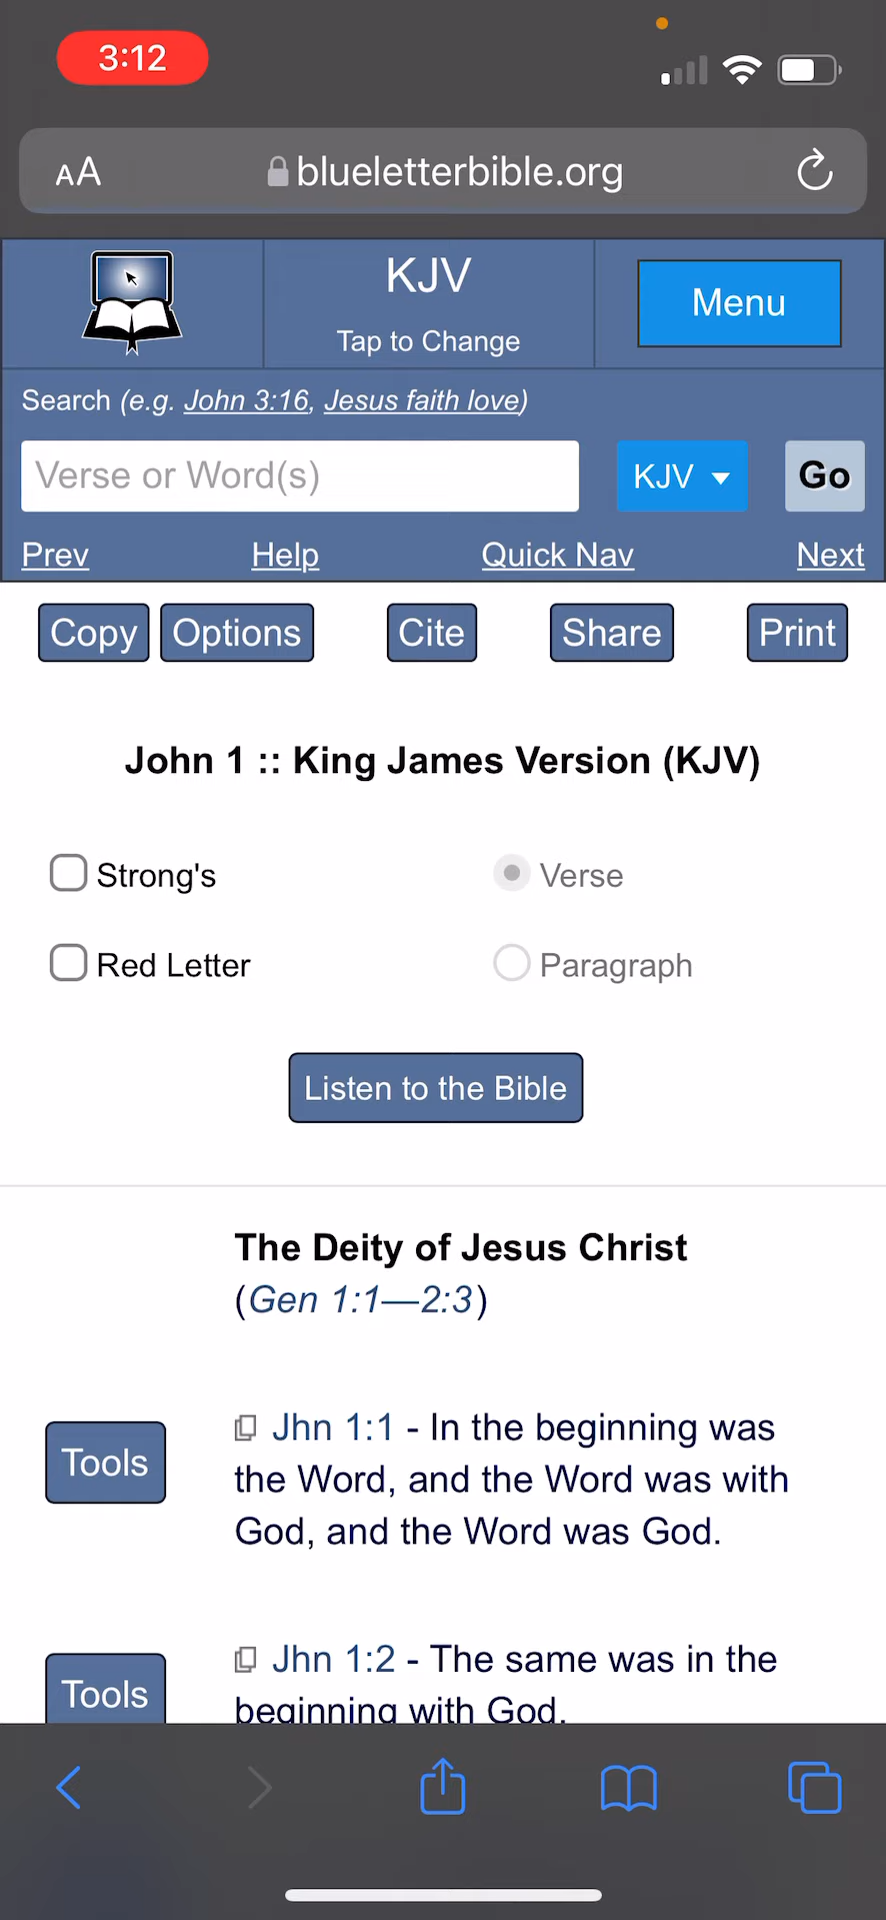 3:12
AA blueletterbible.org
KJV
Tap to Change
Menu
Search (e.g. John 3:16, Jesus faith love)
Verse or Word(s) KJV Go
Prev Help Quick Nav Next
Copy Options Cite Share Print
John 1 :: King James Version (KJV)
Strong's Verse
Red Letter Paragraph
Listen to the Bible
The Deity of Jesus Christ
(Gen 1:1—2:3)
Tools
Jhn 1:1 - In the beginning was
the Word, and the Word was with
God, and the Word was God.
Tools
Jhn 1:2 - The same was in the
beginning with God.